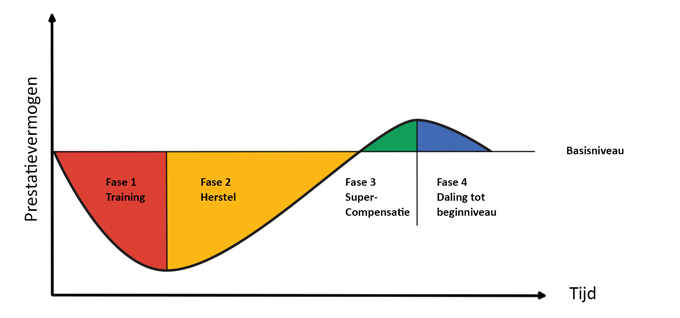 Prestatievermogen
Basisniveau
Fase 1
Training
Fase 2
Herstel
Fase 3
Super-
Compensatie
Fase 4
Daling tot
beginniveau
Tijd